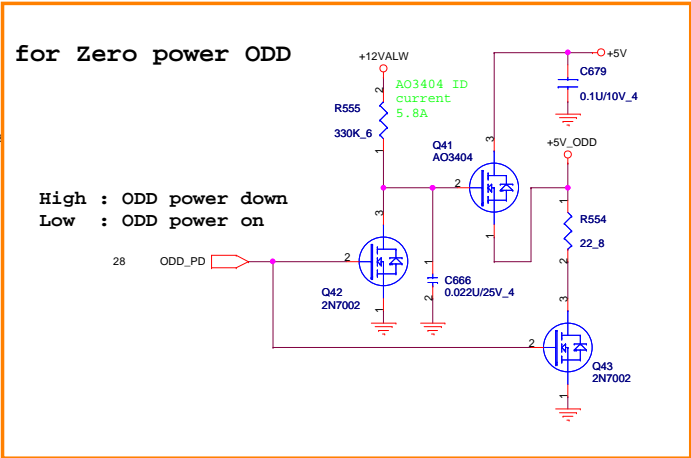 for Zero power ODD
+12VALW
+5V
AO3404 ID
current
5.8A
C679
0.1U/10V_4
2
R555
330K_6
1
Q41
AO3404
3
+5V_ODD
2
1
1
R554
22_8
2
High : ODD power down
Low  : ODD power on
3
28
ODD_PD
2
Q42
2N7002
1
1
C666
0.022U/25V_4
2
3
2
Q43
2N7002
1